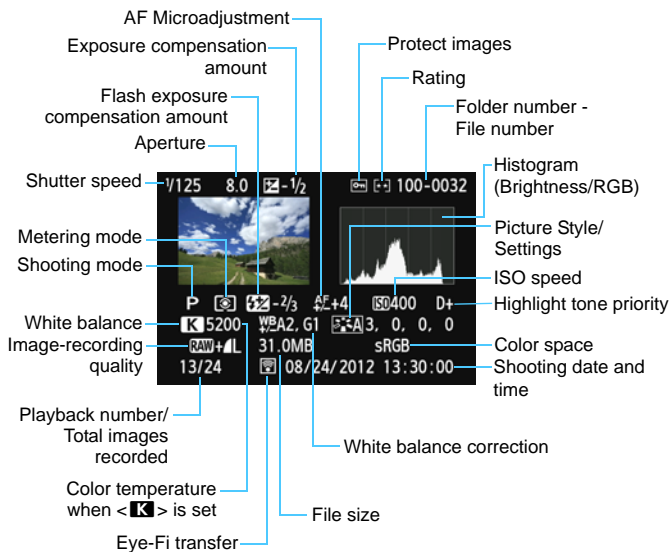 AF Microadjustment
Exposure compensation
amount
Flash exposure
compensation amount
Aperture
Shutter speed
Metering mode
Shooting mode
White balance
Image-recording
quality
Playback number/
Total images
recorded
Color temperature
when <K> is set
Eye-Fi transfer
File size
White balance correction
Protect images
Rating
Folder number -
File number
Histogram
(Brightness/RGB)
Picture Style/
Settings
ISO speed
Highlight tone priority
Color space
Shooting date and
time
1/125 8.0 -1/2 100-0032
P -2/3 AF+4 ISO400 D+
K 5200 WB A2, G1 A 3, 0, 0, 0
RAW+L 31.0MB sRGB
13/24 08/24/2012 13:30:00